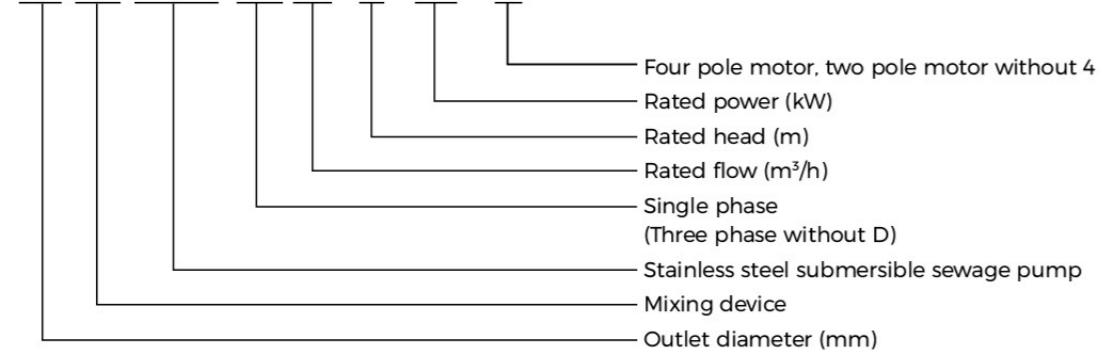 Four pole motor, two pole motor without 4
Rated power (kW)
Rated head (m)
Rated flow (m³/h)
Single phase
(Three phase without D)
Stainless steel submersible sewage pump
Mixing device
Outlet diameter (mm)